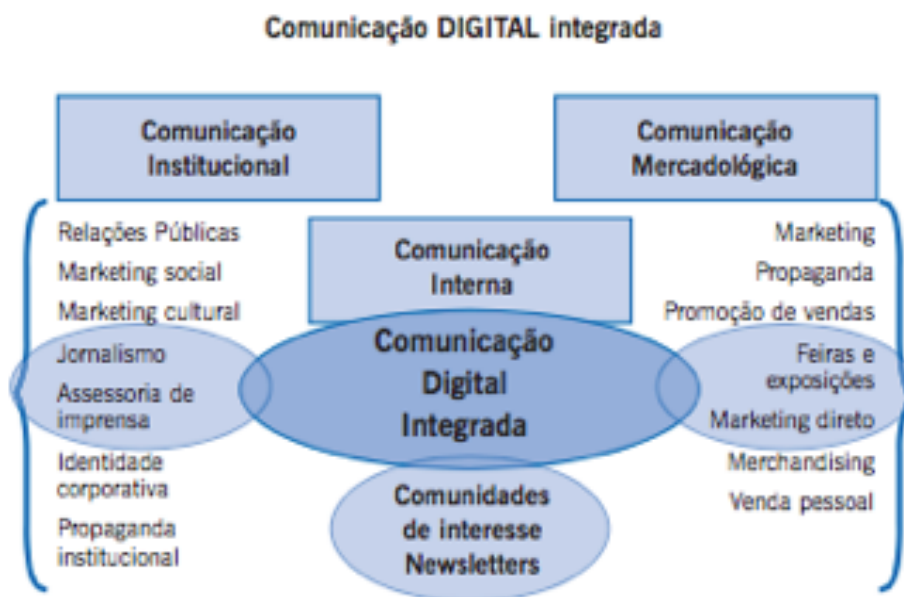 Comunicação DIGITAL integrada
Comunicação
Institucional
Comunicação
Mercadológica
Relações Públicas
Marketing social
Marketing cultural
Jornalismo
Assessoria de
imprensa
Identidade
corporativa
Propaganda
institucional
Comunicação
Interna
Comunicação
Digital
Integrada
Comunidades
de interesse
Newsletters
Marketing
Propaganda
Promoção de vendas
Feiras e
exposições
Marketing direto
Merchandising
Venda pessoal